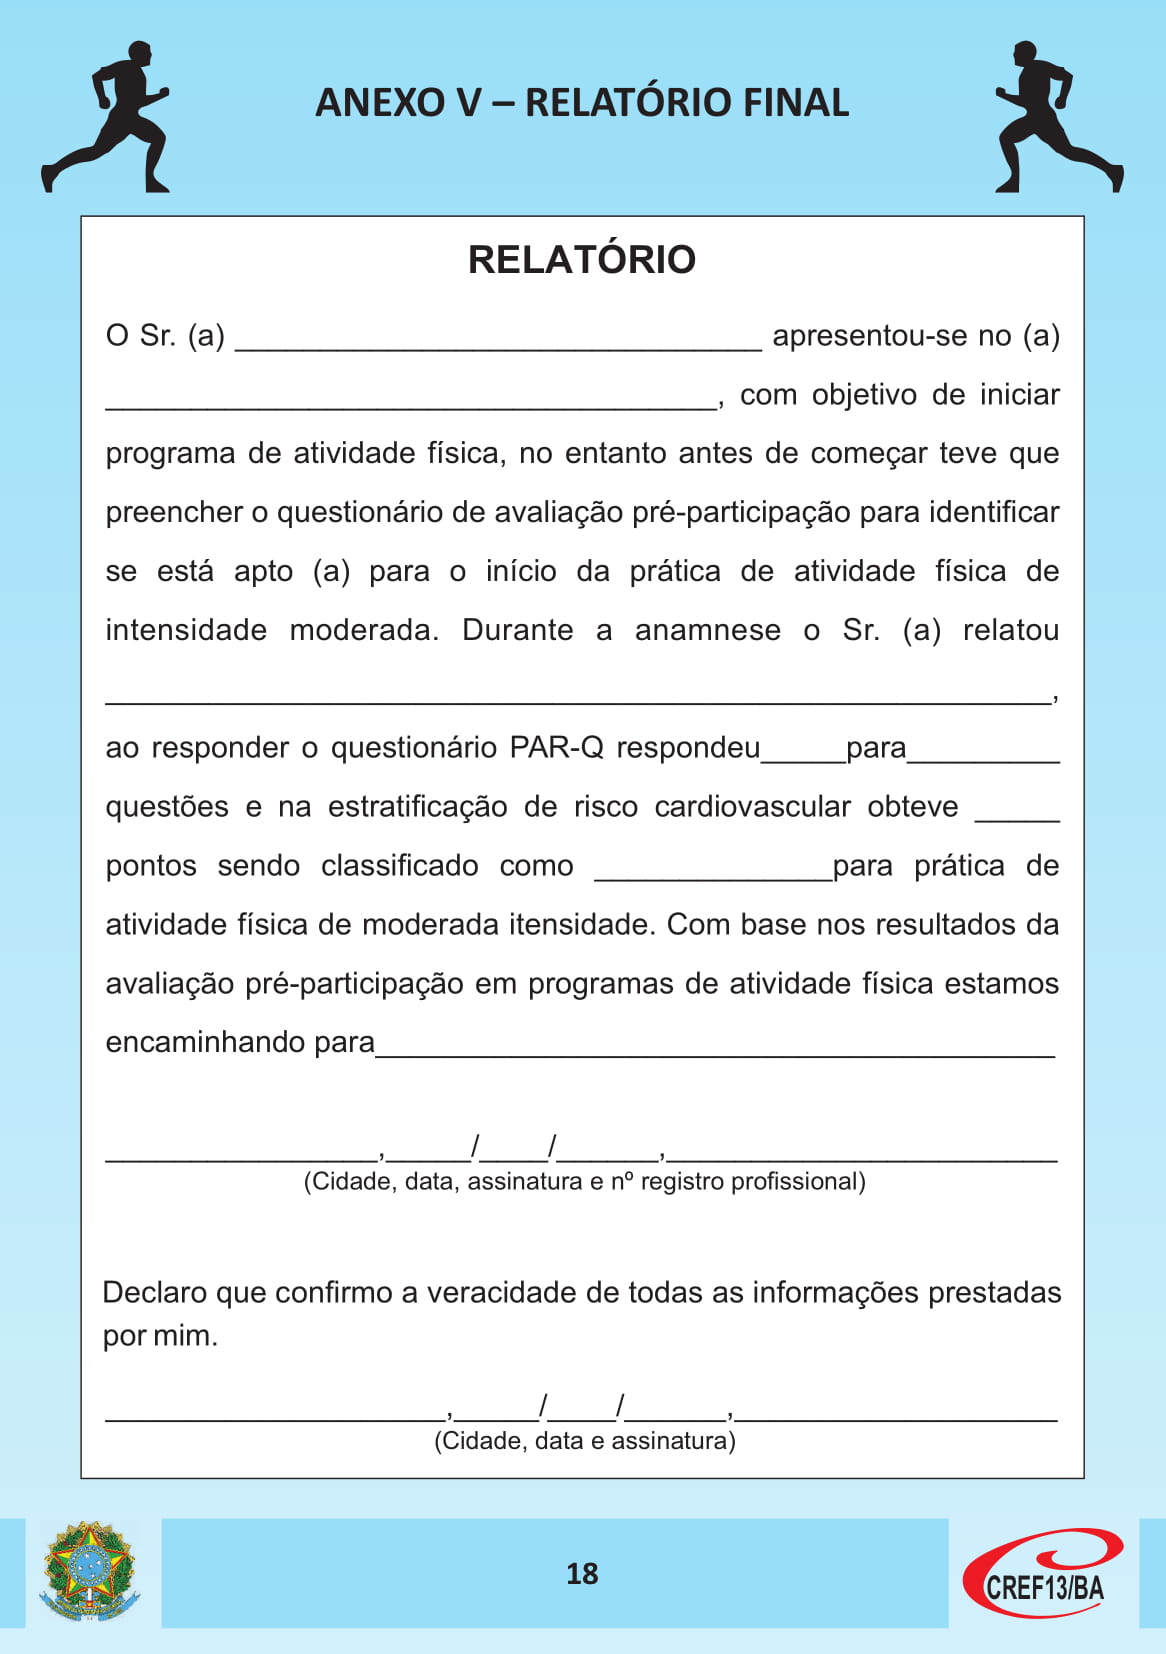 ANEXO V – RELATÓRIO FINAL
RELATÓRIO
O Sr. (a) _______________________________ apresentou-se no (a)
____________________________________, com objetivo de iniciar
programa de atividade física, no entanto antes de começar teve que
preencher o questionário de avaliação pré-participação para identificar
se está apto (a) para o início da prática de atividade física de
intensidade moderada. Durante a anamnese o Sr. (a) relatou
________________________________________________________,
ao responder o questionário PAR-Q respondeu_____para_________
questões e na estratificação de risco cardiovascular obteve _____
pontos sendo classificado como ______________para prática de
atividade física de moderada itensidade. Com base nos resultados da
avaliação pré-participação em programas de atividade física estamos
encaminhando para________________________________________
________________,_____/____/______,_______________________
(Cidade, data, assinatura e nº registro profissional)
Declaro que confirmo a veracidade de todas as informações prestadas
por mim.
____________________,_____/____/______,___________________
(Cidade, data e assinatura)
18
CREF13/BA